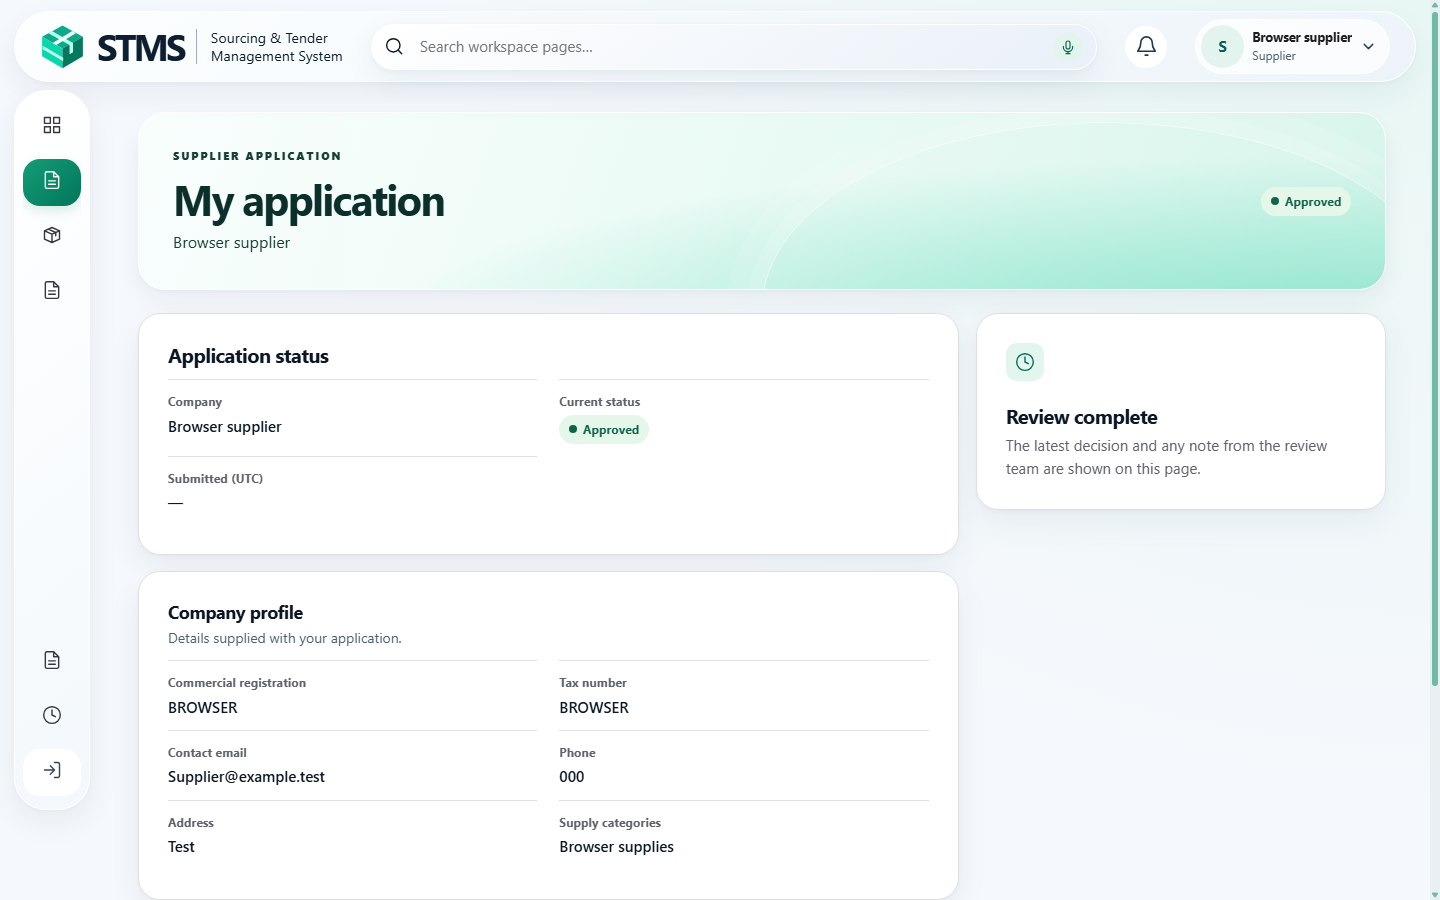 STMS
Sourcing & Tender
Management System
Search workspace pages...
S
Browser supplier
Supplier
SUPPLIER APPLICATION
My application
Browser supplier
Approved
Application status
Company
Browser supplier
Current status
Approved
Submitted (UTC)
—
Review complete
The latest decision and any note from the review
team are shown on this page.
Company profile
Details supplied with your application.
Commercial registration
BROWSER
Tax number
BROWSER
Contact email
Supplier@example.test
Phone
000
Address
Test
Supply categories
Browser supplies